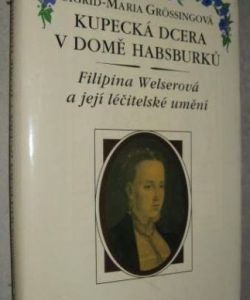 SIGRID-MARIA GRÖSSINGOVÁ
KUPECKÁ DCERA
V DOMĚ HABSBURKŮ
Filipina Welserová
a její léčitelské umění